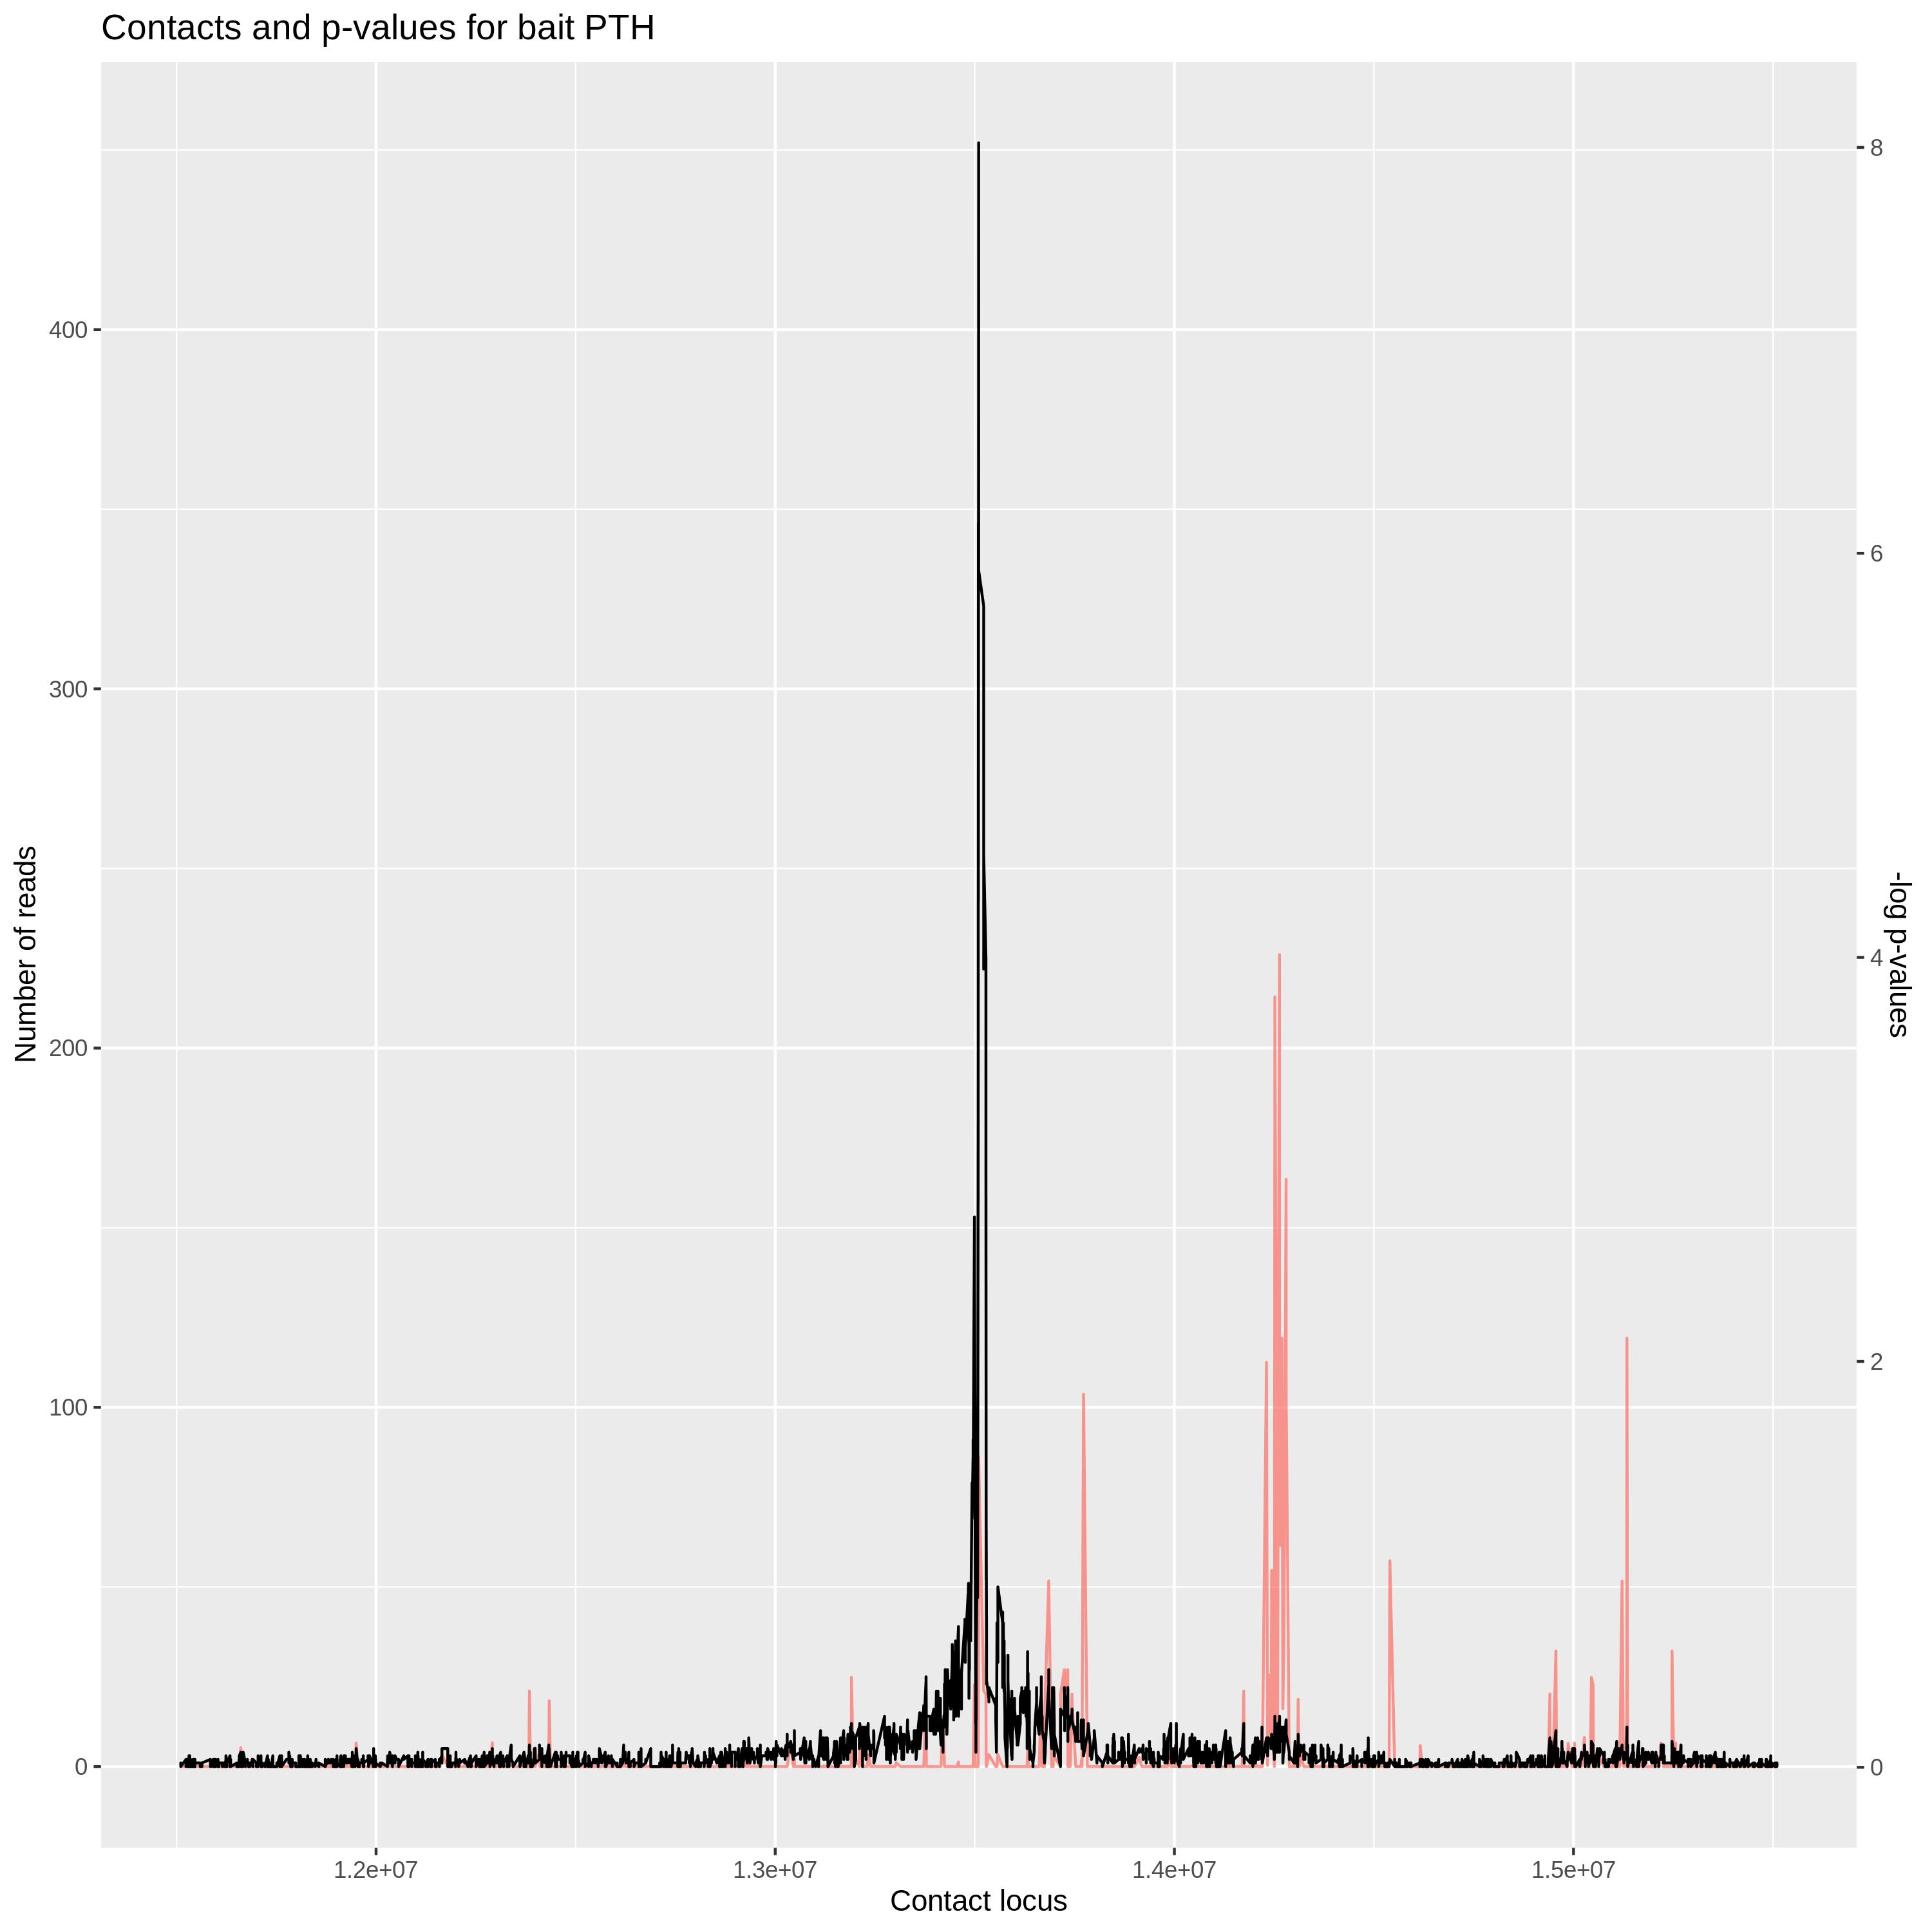 Contacts and p-values for bait PTH
Number of reads
400
300
200
100
0
8
6
4
2
0
-log p-values
1.2e+07 1.3e+07 1.4e+07 1.5e+07
Contact locus